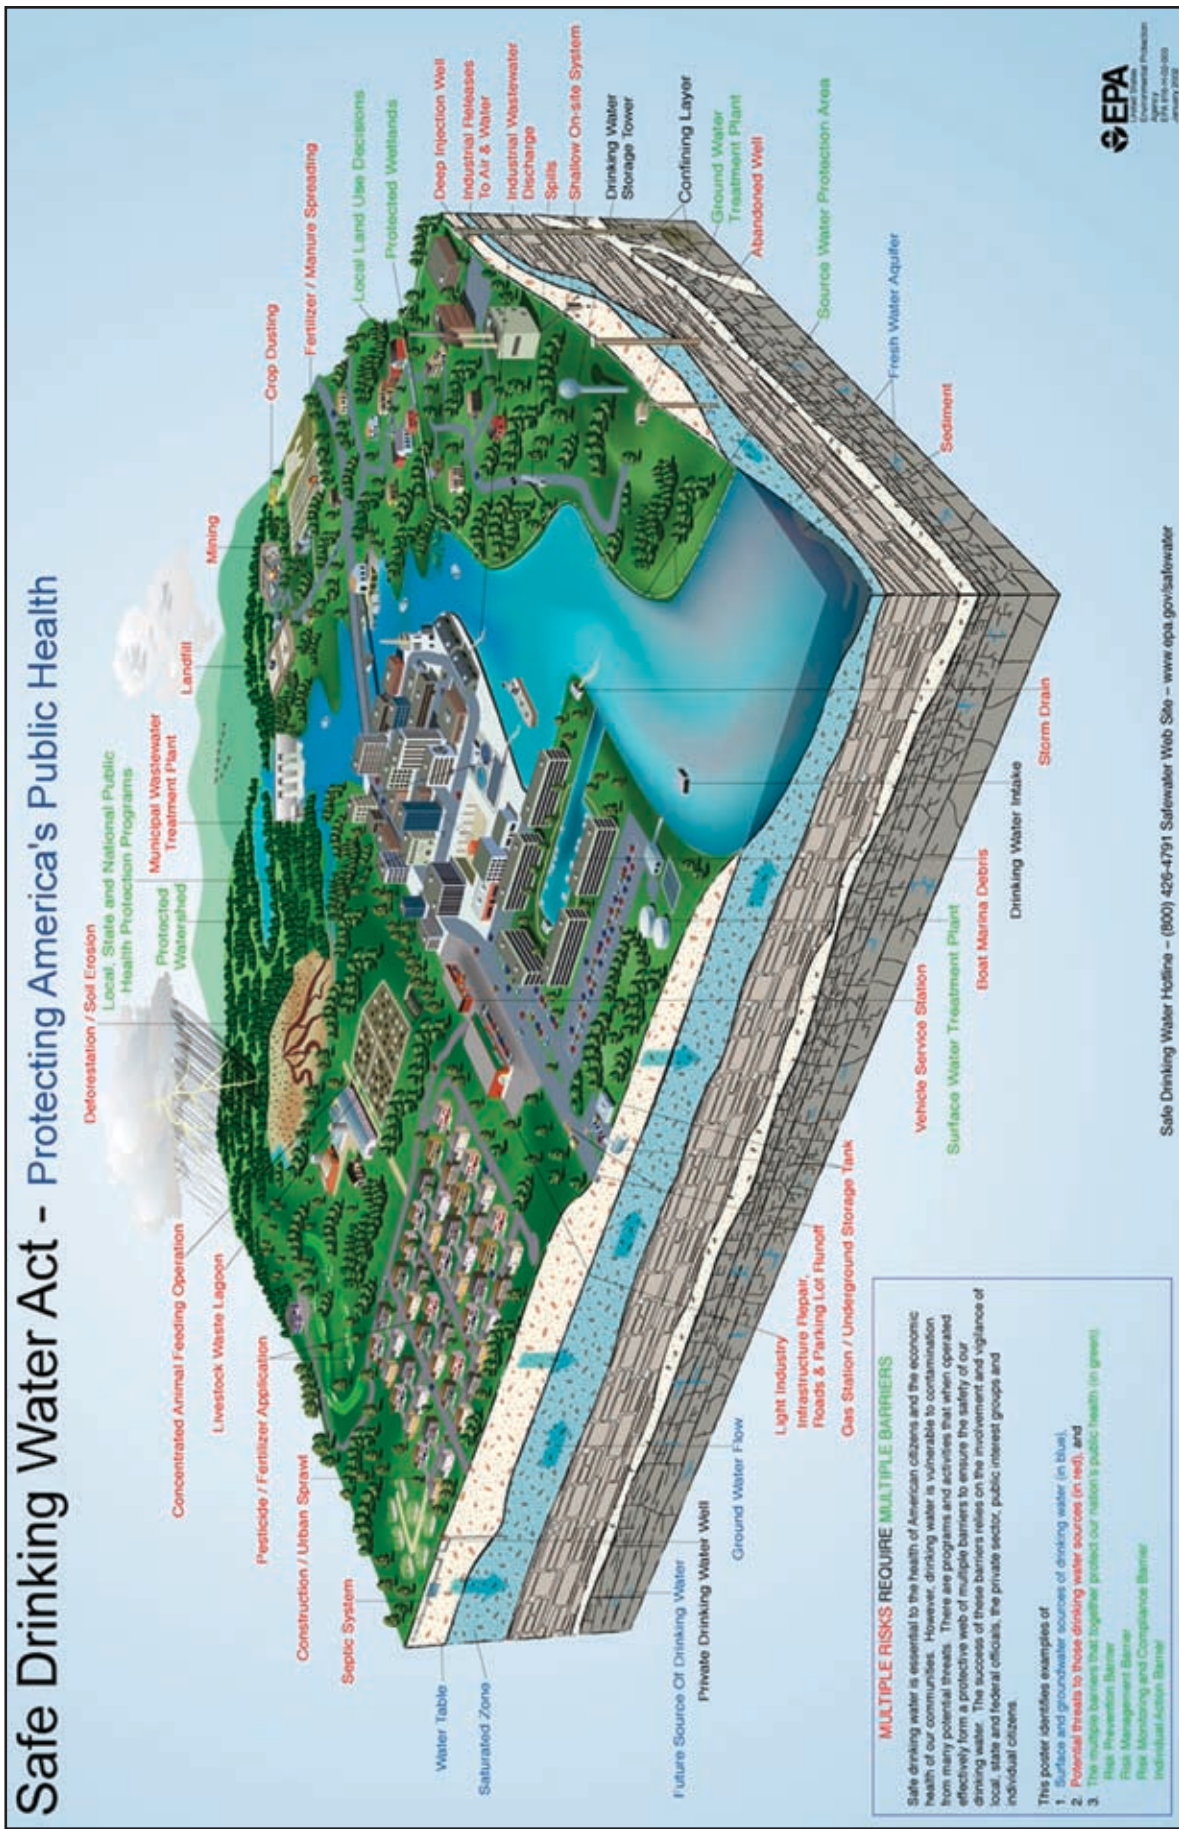 Safe Drinking Water Act - Protecting America's Public Health
Deforestation / Soil Erosion
Local, State and National Public
Health Protection Programs
Protected
Watershed
Municipal Wastewater
Treatment Plant
Landfill
Mining
Crop Dusting
Fertilizer / Manure Spreading
Local Land Use Decisions
Protected Wetlands
Deep Injection Well
Industrial Releases
To Air & Water
Industrial Wastewater
Discharge
Spills
Shallow On-site System
Drinking Water
Storage Tower
Confining Layer
Ground Water
Treatment Plant
Abandoned Well
Source Water Protection Area
Fresh Water Aquifer
Sediment
Concentrated Animal Feeding Operation
Livestock Waste Lagoon
Pesticide / Fertilizer Application
Construction / Urban Sprawl
Septic System
Water Table
Saturated Zone
Future Source Of Drinking Water
Private Drinking Water Well
Ground Water Flow
Light Industry
Infrastructure Repair,
Roads & Parking Lot Runoff
Gas Station / Underground Storage Tank
Vehicle Service Station
Surface Water Treatment Plant
Boat Marina Debris
Drinking Water Intake
Storm Drain
MULTIPLE RISKS REQUIRE MULTIPLE BARRIERS
Safe drinking water is essential to the health of American citizens and the economic
health of our communities. However, drinking water is vulnerable to contamination
from many potential threats. There are programs and activities that when operated
effectively form a protective web of multiple barriers to ensure the safety of our
drinking water. The success of these barriers relies on the involvement and vigilance of
local, state and federal officials, the private sector, public interest groups and
individual citizens.
This poster identifies examples of
1. Surface and groundwater sources of drinking water (in blue),
2. Potential threats to those drinking water sources (in red), and
3. The multiple barriers that together protect our nation's public health (in green)
Risk Prevention Barrier
Risk Management Barrier
Risk Monitoring and Compliance Barrier
Individual Action Barrier
Safe Drinking Water Hotline – (800) 426-4791 Safewater Web Site – www.epa.gov/safewater
EPA
United States
Environmental Protection
Agency
January 2002